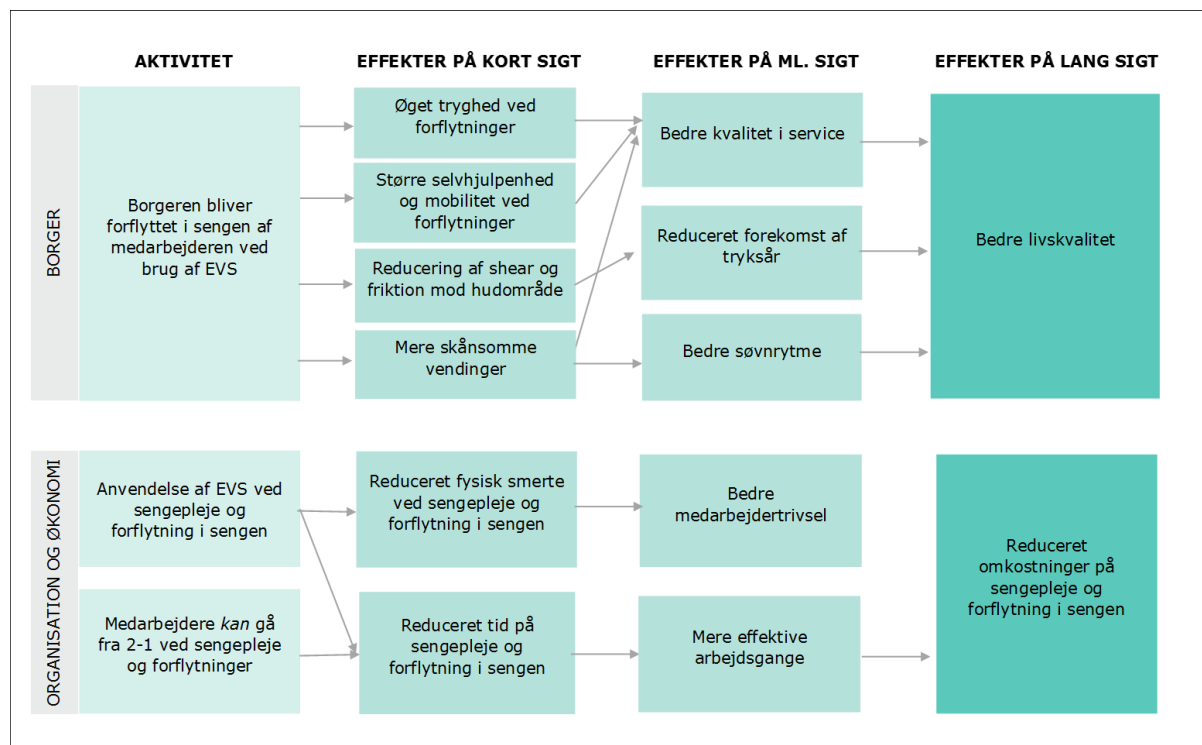 AKTIVITET
EFFEKTER PÅ KORT SIGT
EFFEKTER PÅ ML. SIGT
EFFEKTER PÅ LANG SIGT
BORGER
Borgeren bliver
forflyttet i sengen af
medarbejderen ved
brug af EVS
Øget tryghed ved
forflytninger
Større selvhjulpenhed
og mobilitet ved
forflytninger
Reducering af shear og
friktion mod hudområde
Mere skånsomme
vendinger
Bedre kvalitet i service
Reduceret forekomst af
tryksår
Bedre søvnrytme
Bedre livskvalitet
ORGANISATION OG ØKONOMI
Anvendelse af EVS ved
sengepleje og
forflytning i sengen
Medarbejdere kan gå
fra 2-1 ved sengepleje
og forflytninger
Reduceret fysisk smerte
ved sengepleje og
forflytning i sengen
Reduceret tid på
sengepleje og
forflytning i sengen
Bedre
medarbejdertrivsel
Mere effektive
arbejdsgange
Reduceret
omkostninger på
sengepleje og
forflytning i sengen